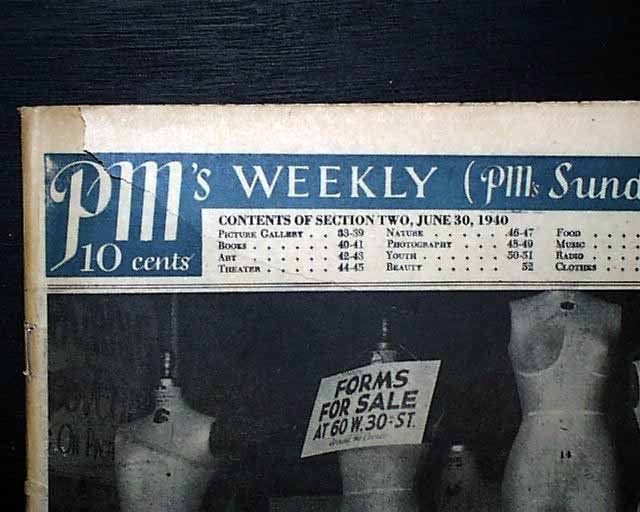 PM's WEEKLY (PM's Sund
10 cents
CONTENTS OF SECTION TWO, JUNE 30, 1940
PICTURE GALLERY . . 38-39 NATURE . . . . . . 46-47 FOOD
BOOKS . . . . . . 40-41 PHOTOGRAPHY . . . 48-49 MUSIC
ART . . . . . . . 42-43 YOUTH . . . . . . 50-51 RADIO
THEATER . . . . . 44-45 BEAUTY . . . . . . 52 CLOTHES
FORMS
FOR SALE
AT 60 W. 30-ST.
14